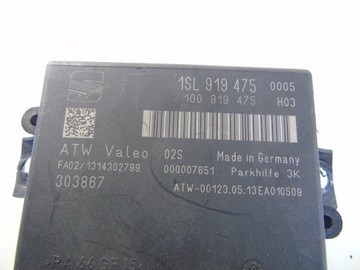 1SL 919 475 0005
1Q0 919 475 H03
ATW Valeo 02S Made in Germany
FA02/1314302799 000007651 Parkhilfe 3K
303867 ATW-00123.05.13EA010509